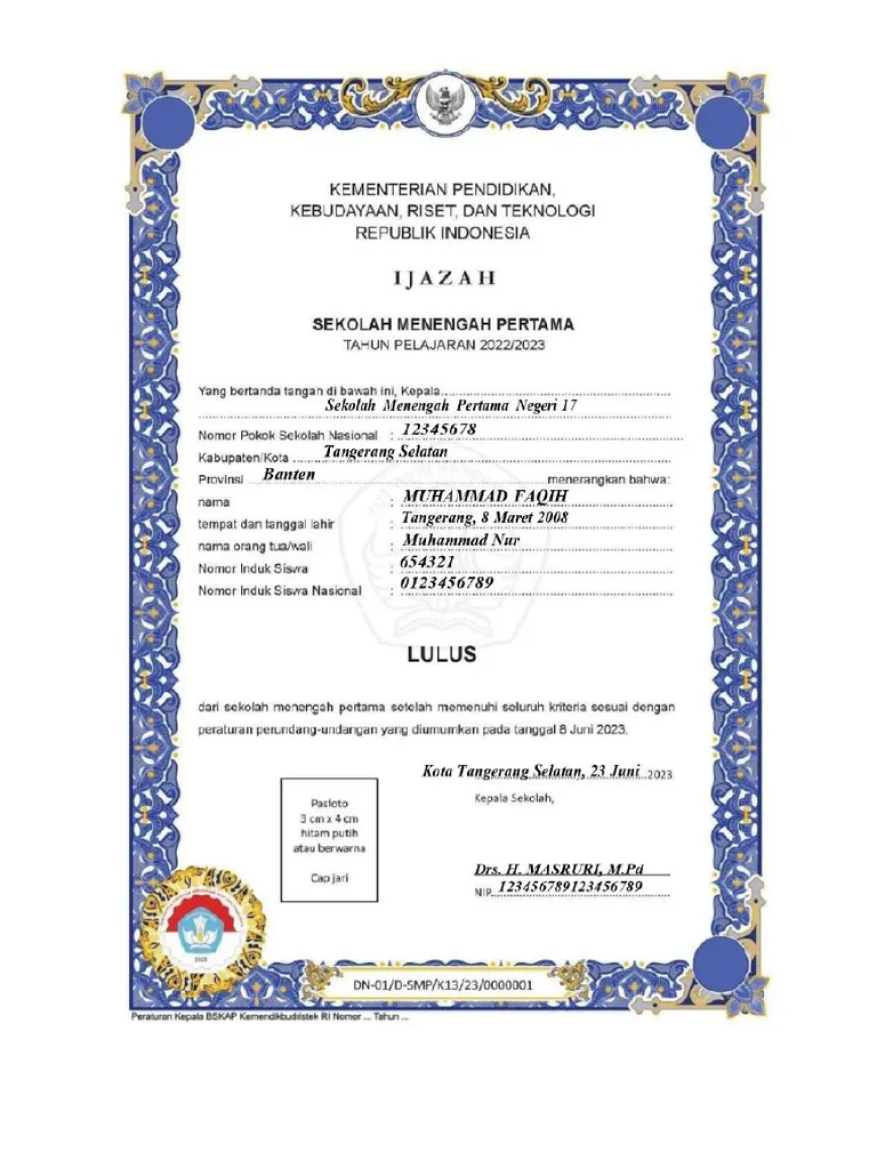 KEMENTERIAN PENDIDIKAN,
KEBUDAYAAN, RISET, DAN TEKNOLOGI
REPUBLIK INDONESIA
IJAZAH
SEKOLAH MENENGAH PERTAMA
TAHUN PELAJARAN 2022/2023
Yang bertanda tangan di bawah ini, Kepala
Sekolah Menengah Pertama Negeri 17
Nomor Pokok Sekolah Nasional : 12345678
Kabupaten/Kota Tangerang Selatan
Provinsi Banten menerangkan bahwa:
nama : MUHAMMAD FAQIH
tempat dan tanggal lahir : Tangerang, 8 Maret 2008
nama orang tua/wali : Muhammad Nur
Nomor Induk Siswa : 654321
Nomor Induk Siswa Nasional : 0123456789
LULUS
dari sekolah menengah pertama setelah memenuhi seluruh kriteria sesuai dengan
peraturan perundang-undangan yang diumumkan pada tanggal 8 Juni 2023.
Kota Tangerang Selatan, 23 Juni 2023
Kepala Sekolah,
Pasfoto
3 cm x 4 cm
hitam putih
atau berwarna
Cap jari
Drs. H. MASRURI, M.Pd
NIP. 123456789123456789
2023
DN-01/D-SMP/K13/23/0000001
Peraturan Kepala BSKAP Kemendikbudristek RI Nomor ... Tahun ...